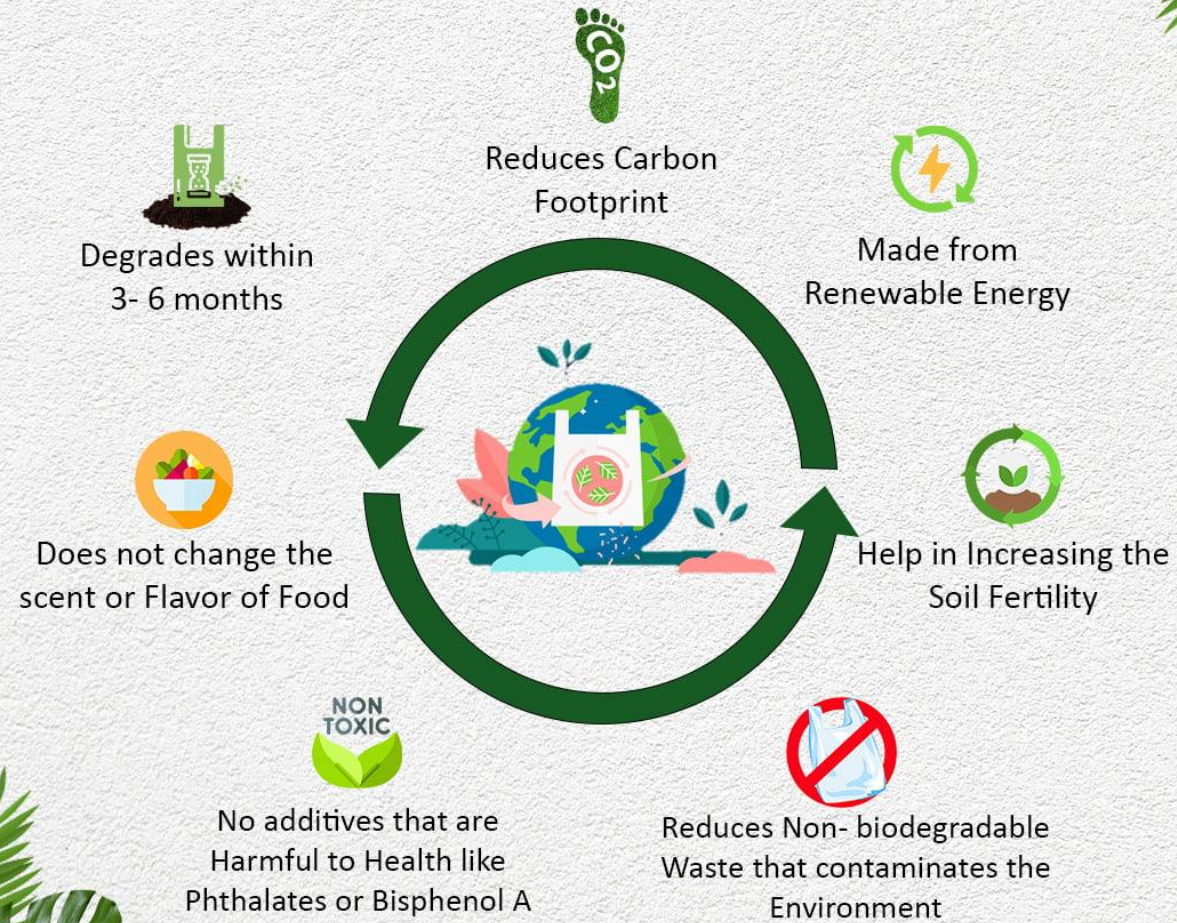 CO2
Reduces Carbon
Footprint
Made from
Renewable Energy
Help in Increasing the
Soil Fertility
Reduces Non- biodegradable
Waste that contaminates the
Environment
NON
TOXIC
No additives that are
Harmful to Health like
Phthalates or Bisphenol A
Does not change the
scent or Flavor of Food
Degrades within
3- 6 months